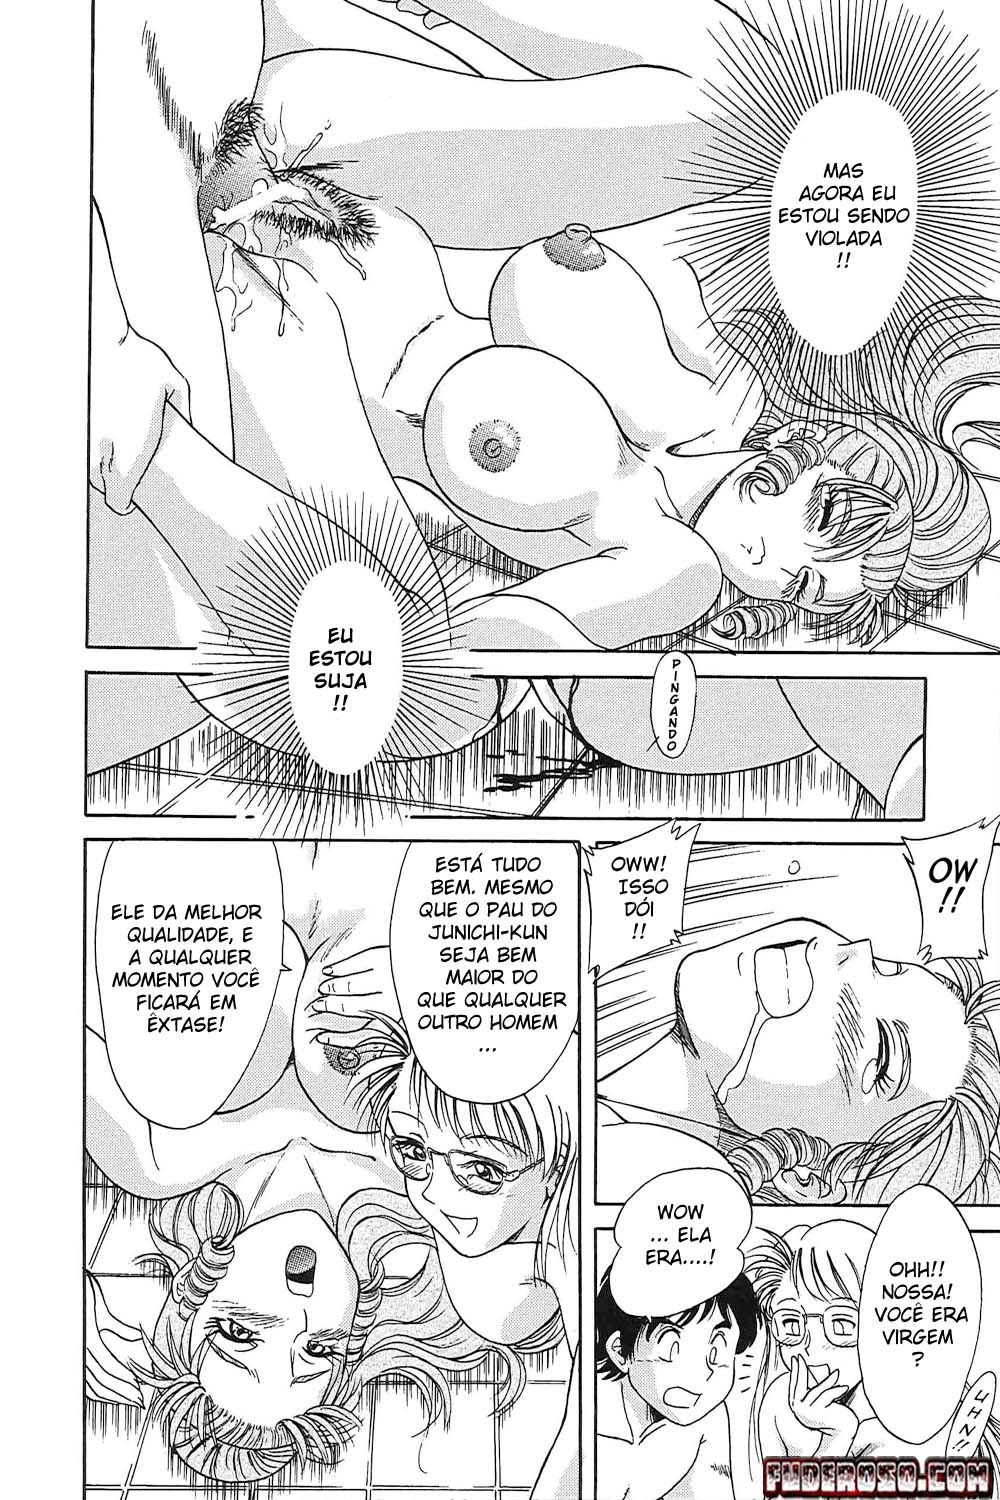 MAS
AGORA EU
ESTOU SENDO
VIOLADA
!!
EU
ESTOU
SUJA
!!
PINGANDO
OW
!!
OWW!
ISSO
DÓI
!!
OHH!!
NOSSA!
VOCÊ ERA
VIRGEM
?
UHN!!
WOW
... ELA
ERA....!
ESTÁ TUDO
BEM. MESMO
QUE O PAU DO
JUNICHI-KUN
SEJA BEM
MAIOR DO
QUE QUALQUER
OUTRO HOMEM
...
ELE DA MELHOR
QUALIDADE, E
A QUALQUER
MOMENTO VOCÊ
FICARÁ EM
ÊXTASE!
FUDEROSO.COM